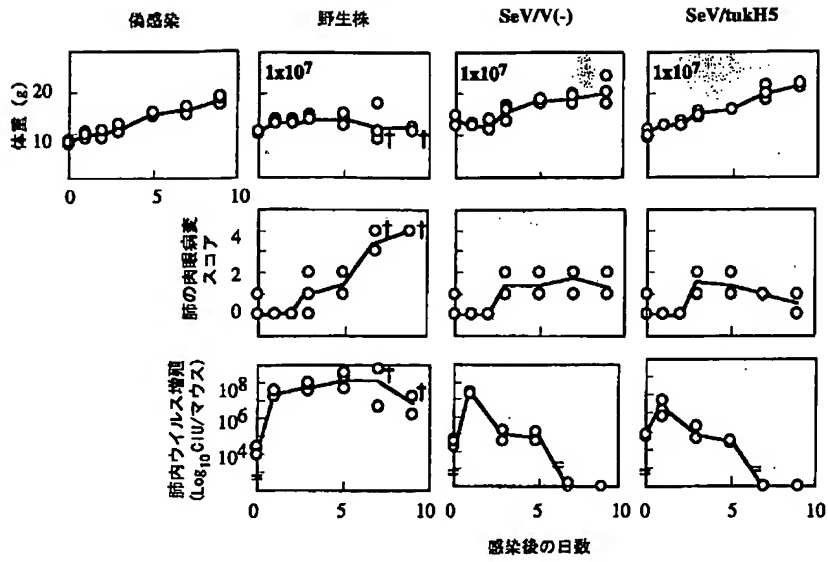 偽感染 野生株 SeV/V(-) SeV/tukH5
体重 (g)
20
10
1x10⁷
†
†
1x10⁷
1x10⁷
0 5 10
肺の肉眼病変
スコア
4
2
0
†
†
肺内ウイルス増殖
(Log₁₀CIU/マウス)
10⁸
10⁶
10⁴
†
†
0 5 10 0 5 10 0 5 10
感染後の日数